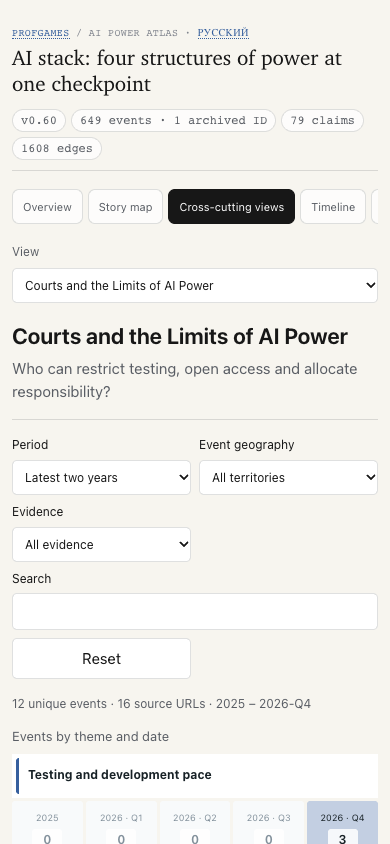 PROFGAMES / AI POWER ATLAS · РУССКИЙ
AI stack: four structures of power at
one checkpoint
v0.60
649 events · 1 archived ID
79 claims
1608 edges
Overview
Story map
Cross-cutting views
Timeline
View
Courts and the Limits of AI Power
Courts and the Limits of AI Power
Who can restrict testing, open access and allocate
responsibility?
Period
Event geography
Latest two years
All territories
Evidence
All evidence
Search
Reset
12 unique events · 16 source URLs · 2025 – 2026-Q4
Events by theme and date
Testing and development pace
2025
2026 · Q1
2026 · Q2
2026 · Q3
2026 · Q4
0
0
0
0
3